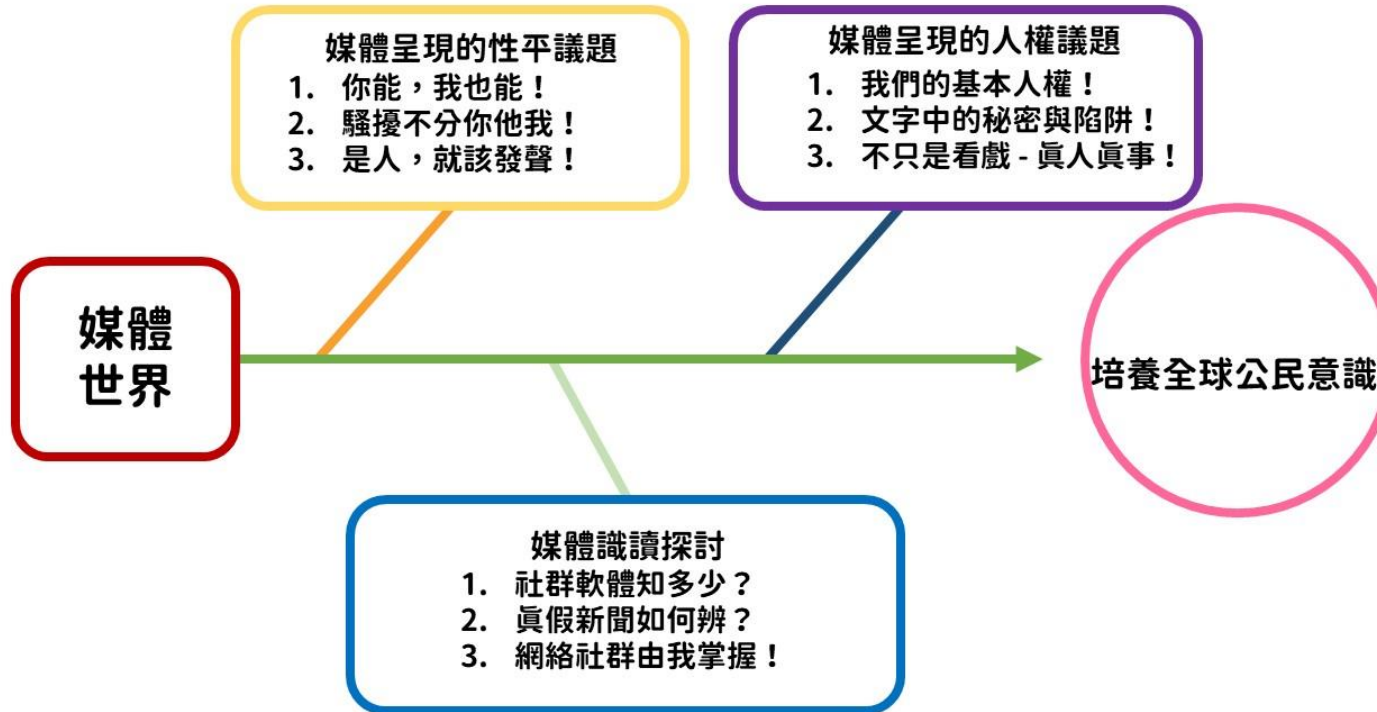 媒體呈現的性平議題
1. 你能，我也能！
2. 騷擾不分你他我！
3. 是人，就該發聲！
媒體呈現的人權議題
1. 我們的基本人權！
2. 文字中的秘密與陷阱！
3. 不只是看戲 - 眞人眞事！
媒體
世界
培養全球公民意識
媒體識讀探討
1. 社群軟體知多少？
2. 眞假新聞如何辨？
3. 網絡社群由我掌握！